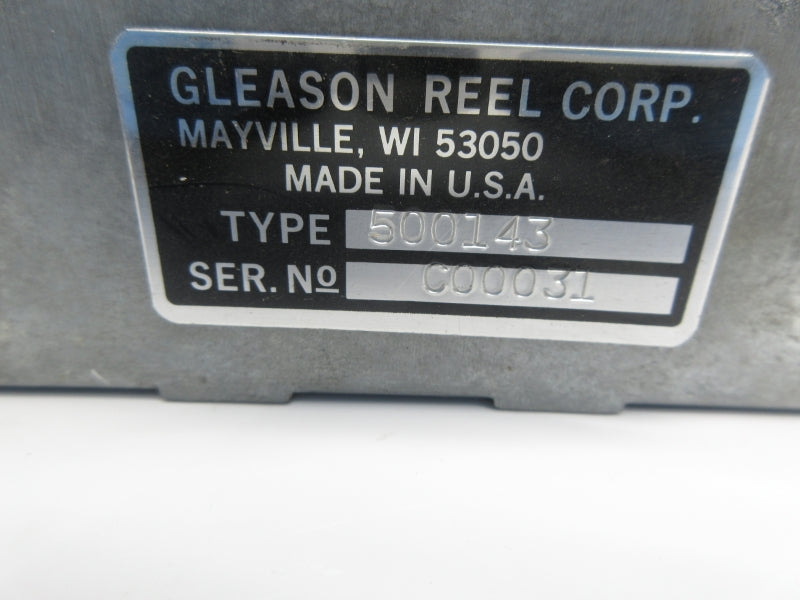 GLEASON REEL CORP.
MAYVILLE, WI 53050
MADE IN U.S.A.
TYPE 500143
SER. Nº C00031